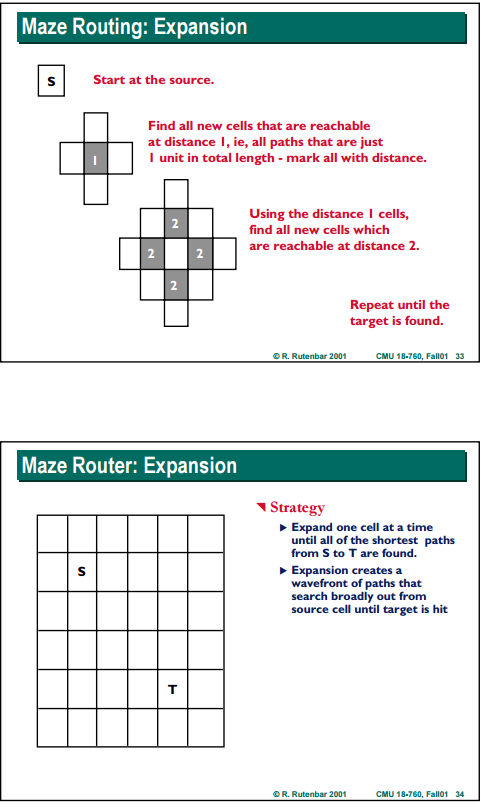 Maze Routing: Expansion
S
Start at the source.
Find all new cells that are reachable
at distance 1, ie, all paths that are just
1 unit in total length - mark all with distance.
1
Using the distance 1 cells,
find all new cells which
are reachable at distance 2.
2
2 2
2
Repeat until the
target is found.
© R. Rutenbar 2001 CMU 18-760, Fall01 33
Maze Router: Expansion
Strategy
Expand one cell at a time
until all of the shortest paths
from S to T are found.
Expansion creates a
wavefront of paths that
search broadly out from
source cell until target is hit
S
T
© R. Rutenbar 2001 CMU 18-760, Fall01 34